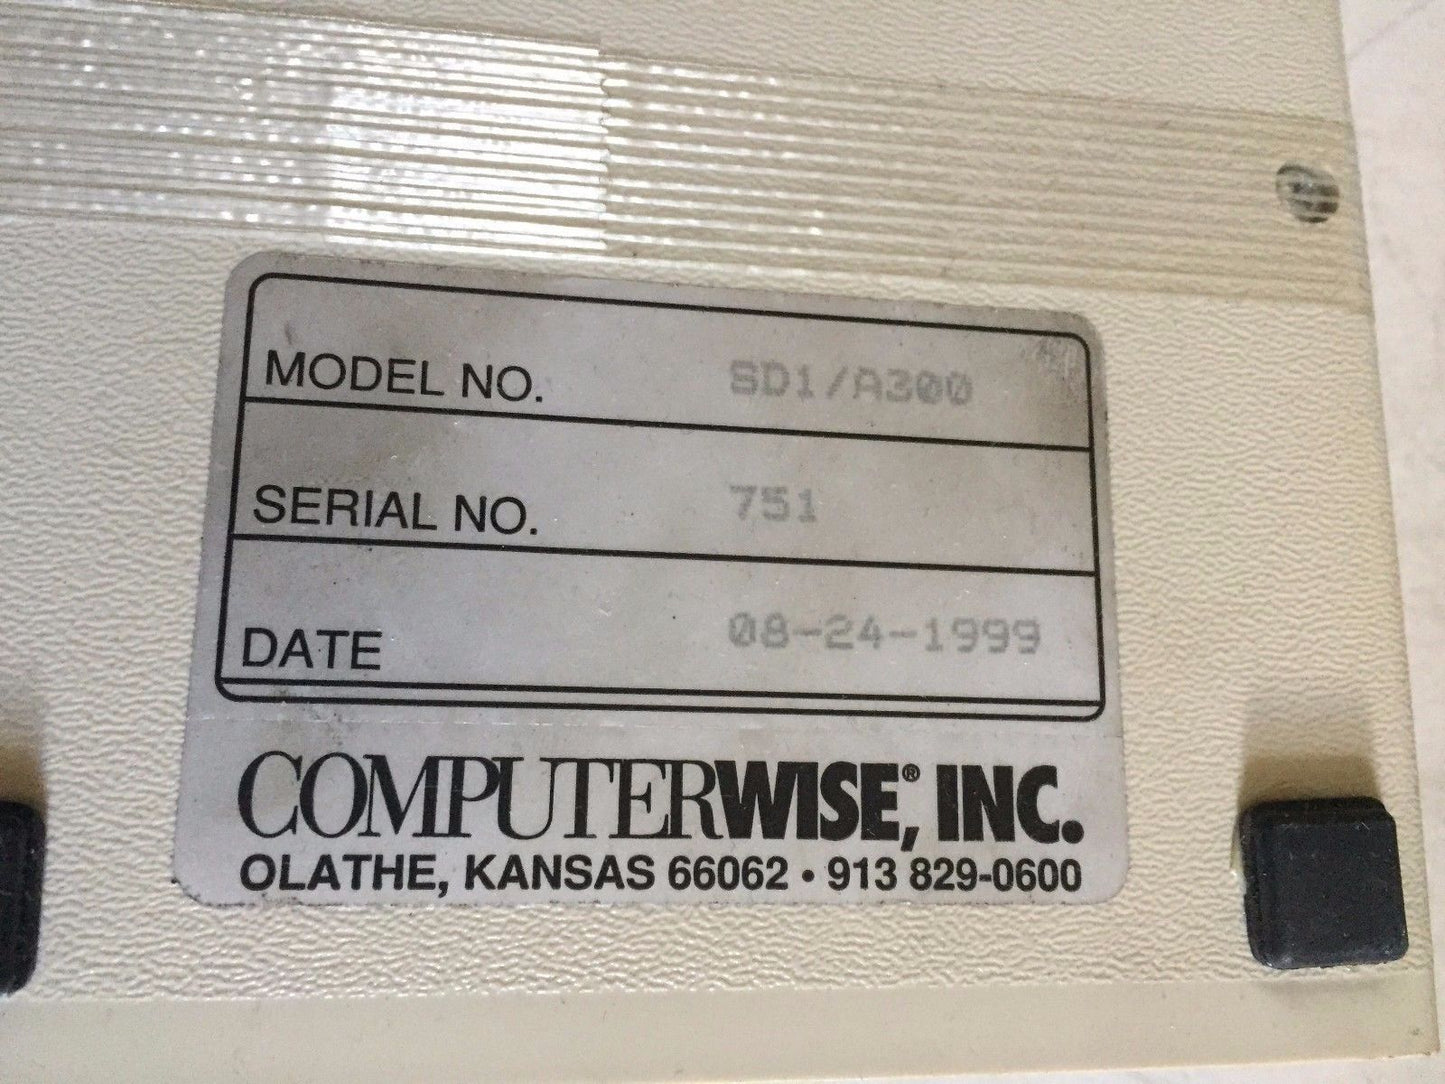 MODEL NO. SD1/A300
SERIAL NO. 751
DATE 08-24-1999
COMPUTERWISE®, INC.
OLATHE, KANSAS 66062 • 913 829-0600